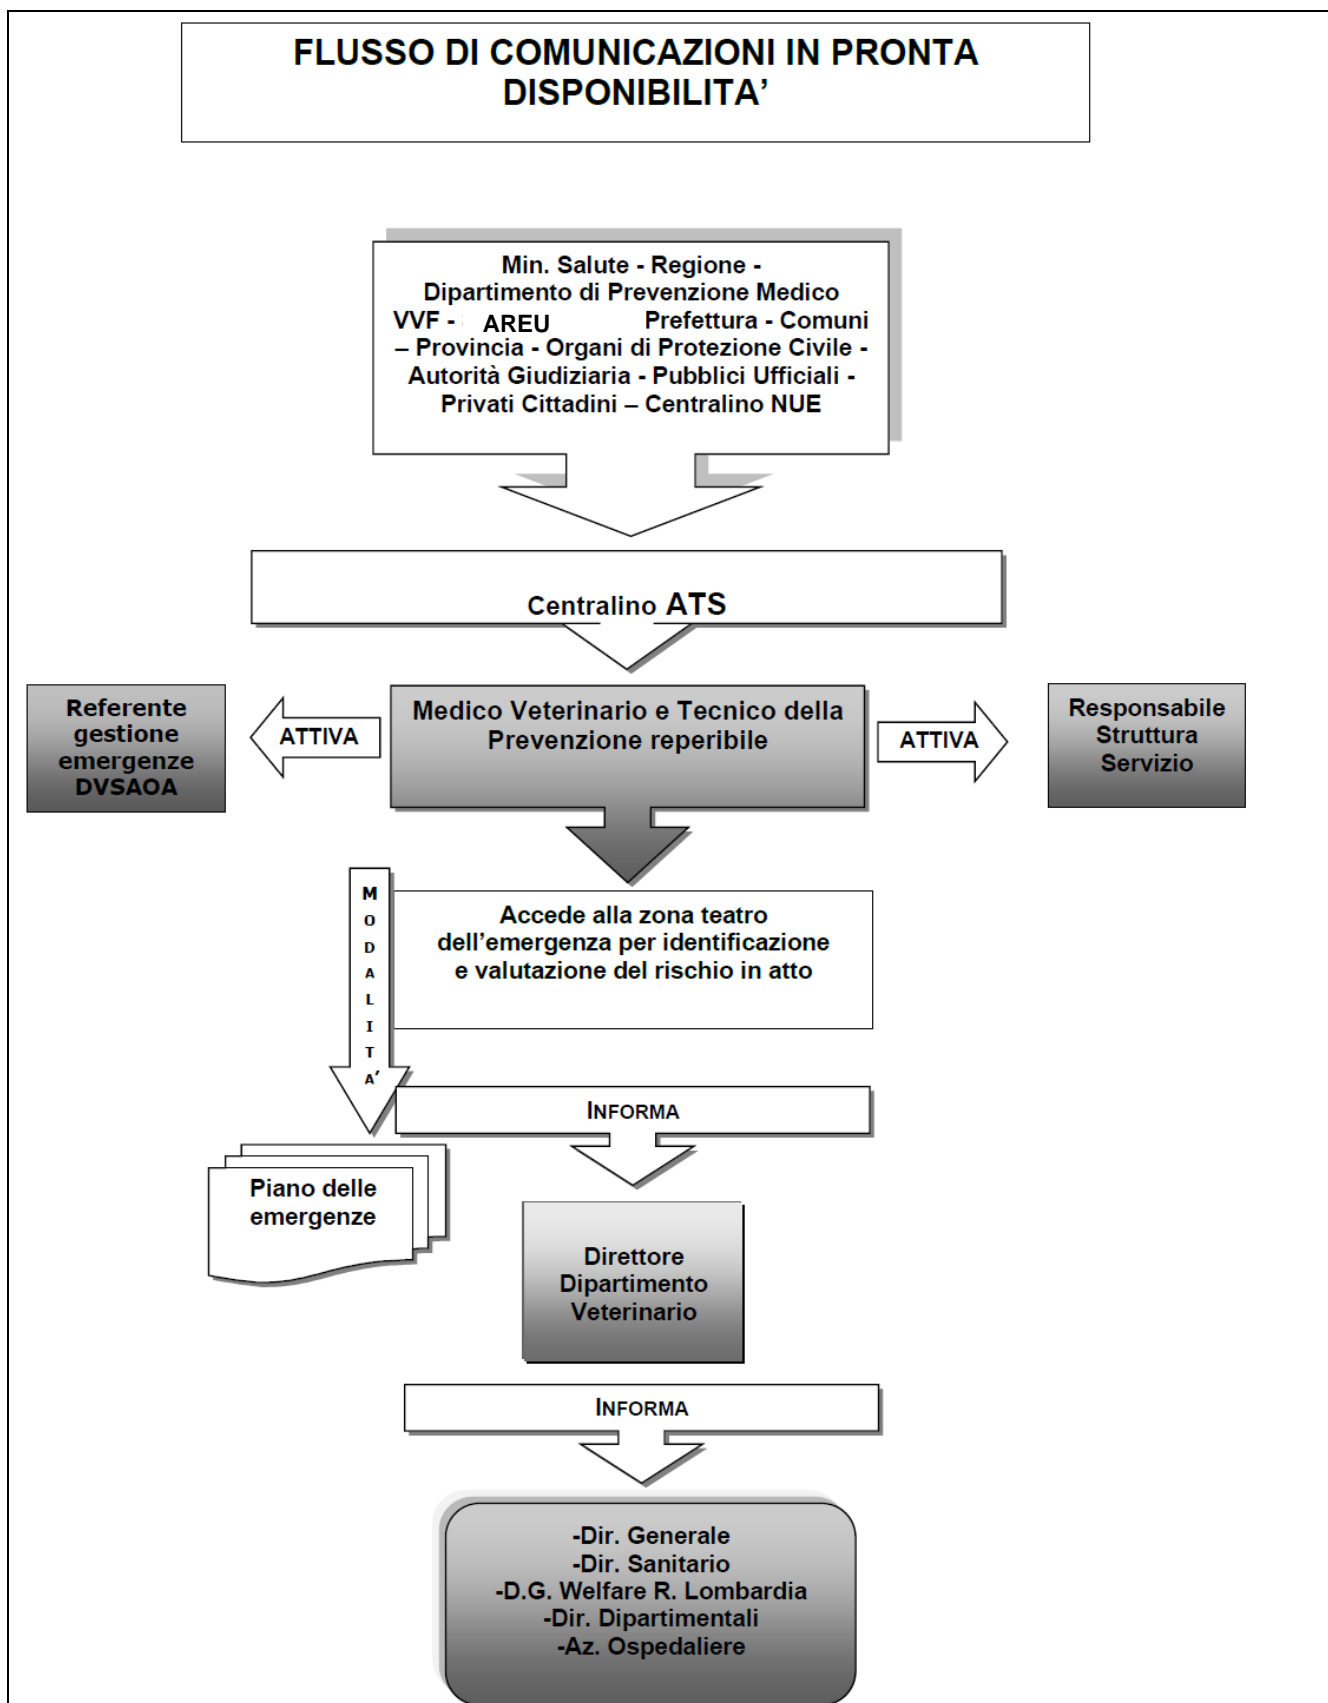 FLUSSO DI COMUNICAZIONI IN PRONTA
DISPONIBILITA’
Min. Salute - Regione -
Dipartimento di Prevenzione Medico
VVF - AREU Prefettura - Comuni
– Provincia - Organi di Protezione Civile -
Autorità Giudiziaria - Pubblici Ufficiali -
Privati Cittadini – Centralino NUE
Centralino ATS
Referente
gestione
emergenze
DVSAOA
ATTIVA
Medico Veterinario e Tecnico della
Prevenzione reperibile
ATTIVA
Responsabile
Struttura
Servizio
MODALITA’
Accede alla zona teatro
dell’emergenza per identificazione
e valutazione del rischio in atto
INFORMA
Piano delle
emergenze
Direttore
Dipartimento
Veterinario
INFORMA
-Dir. Generale
-Dir. Sanitario
-D.G. Welfare R. Lombardia
-Dir. Dipartimentali
-Az. Ospedaliere